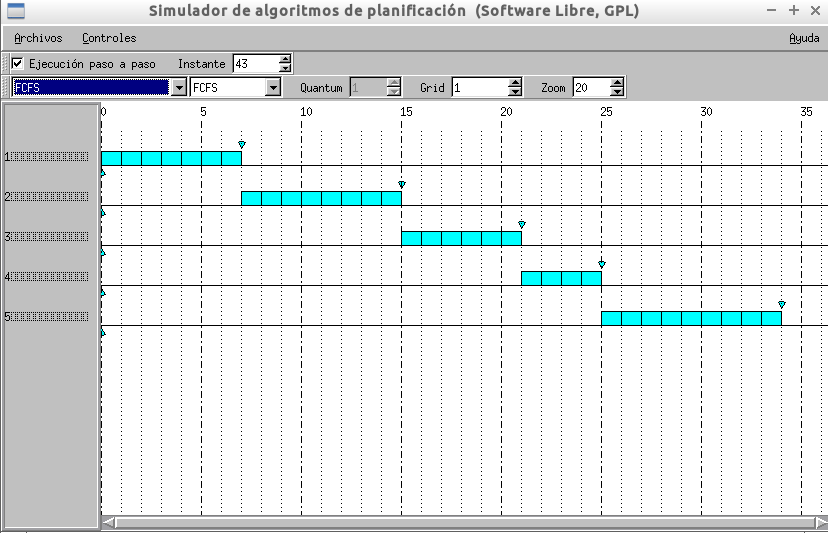 Simulador de algoritmos de planificación (Software Libre, GPL)
Archivos Controles Ayuda
Ejecución paso a paso Instante 43
FCFS FCFS Quantum 1 Grid 1 Zoom 20
0 5 10 15 20 25 30 35
1
2
3
4
5